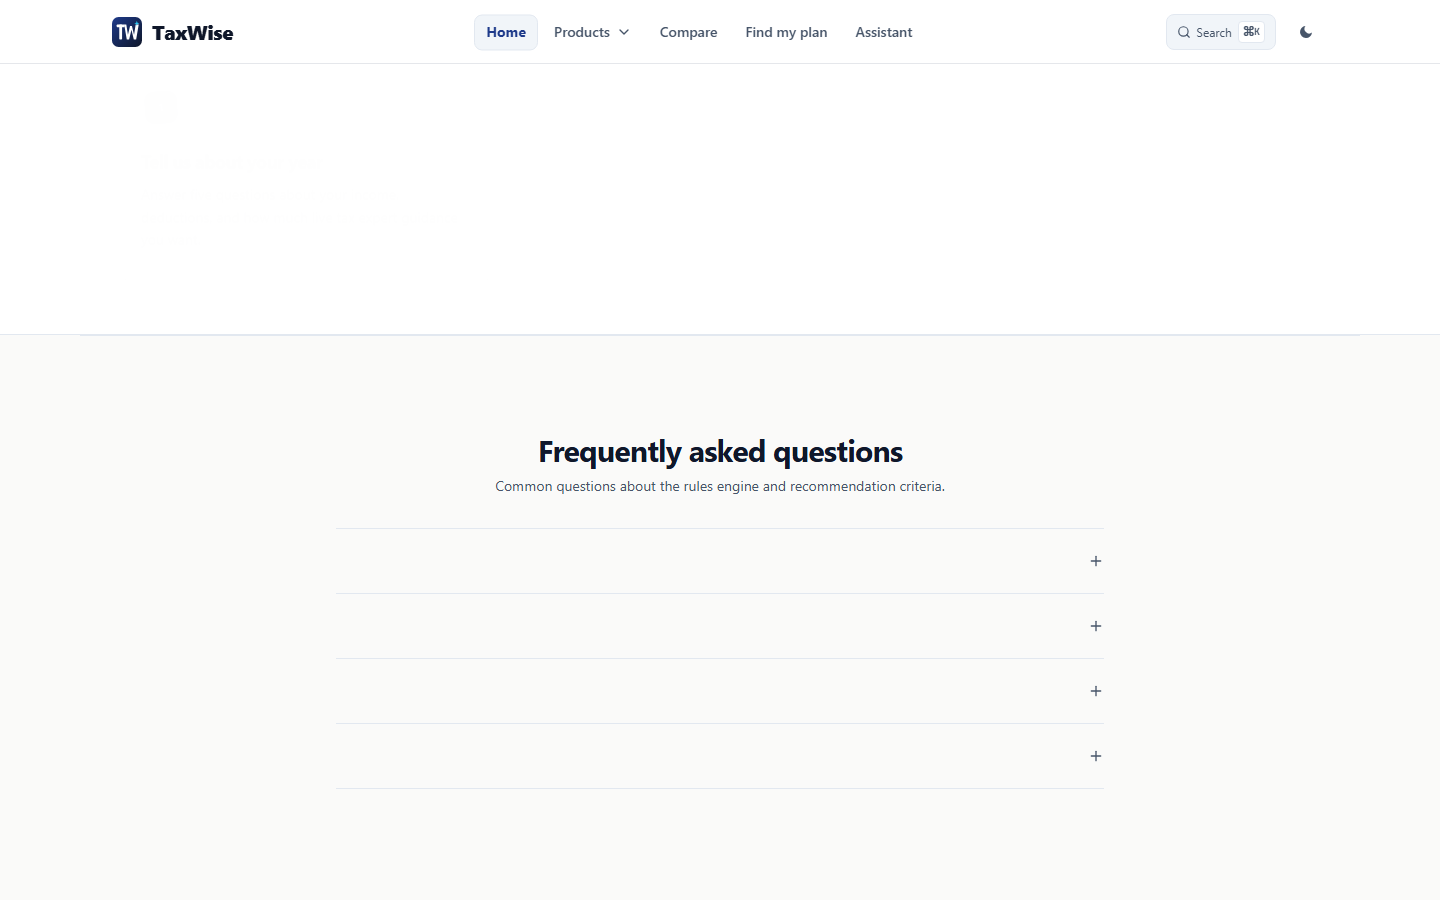 TW TaxWise
Home Products Compare Find my plan Assistant
Search ⌘K
Frequently asked questions
Common questions about the rules engine and recommendation criteria.